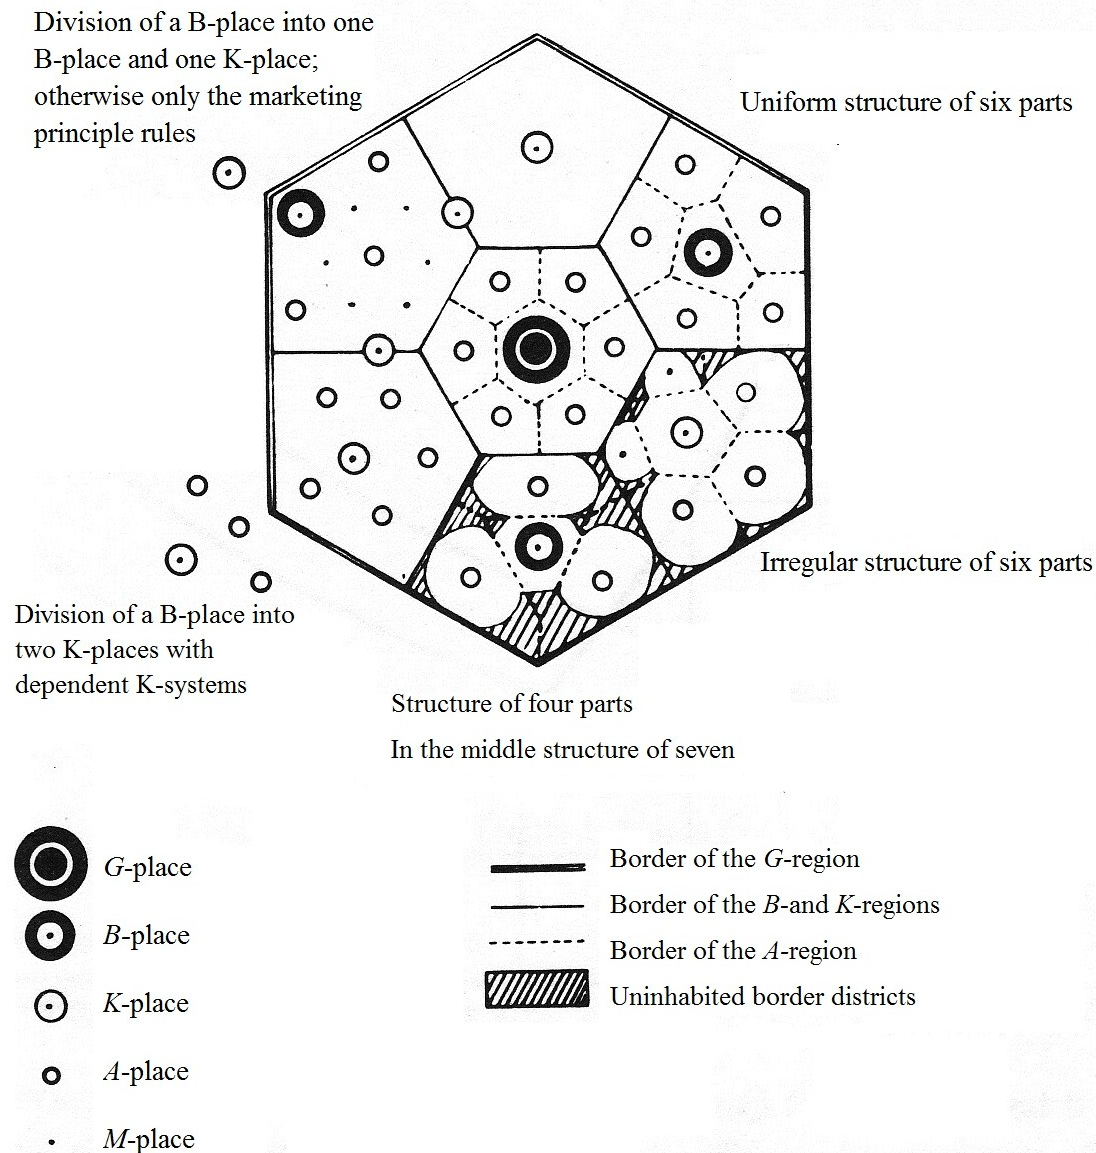 Division of a B-place into one
B-place and one K-place;
otherwise only the marketing
principle rules
Uniform structure of six parts
Irregular structure of six parts
Division of a B-place into
two K-places with
dependent K-systems
Structure of four parts
In the middle structure of seven
G-place
B-place
K-place
A-place
M-place
Border of the G-region
Border of the B-and K-regions
Border of the A-region
Uninhabited border districts